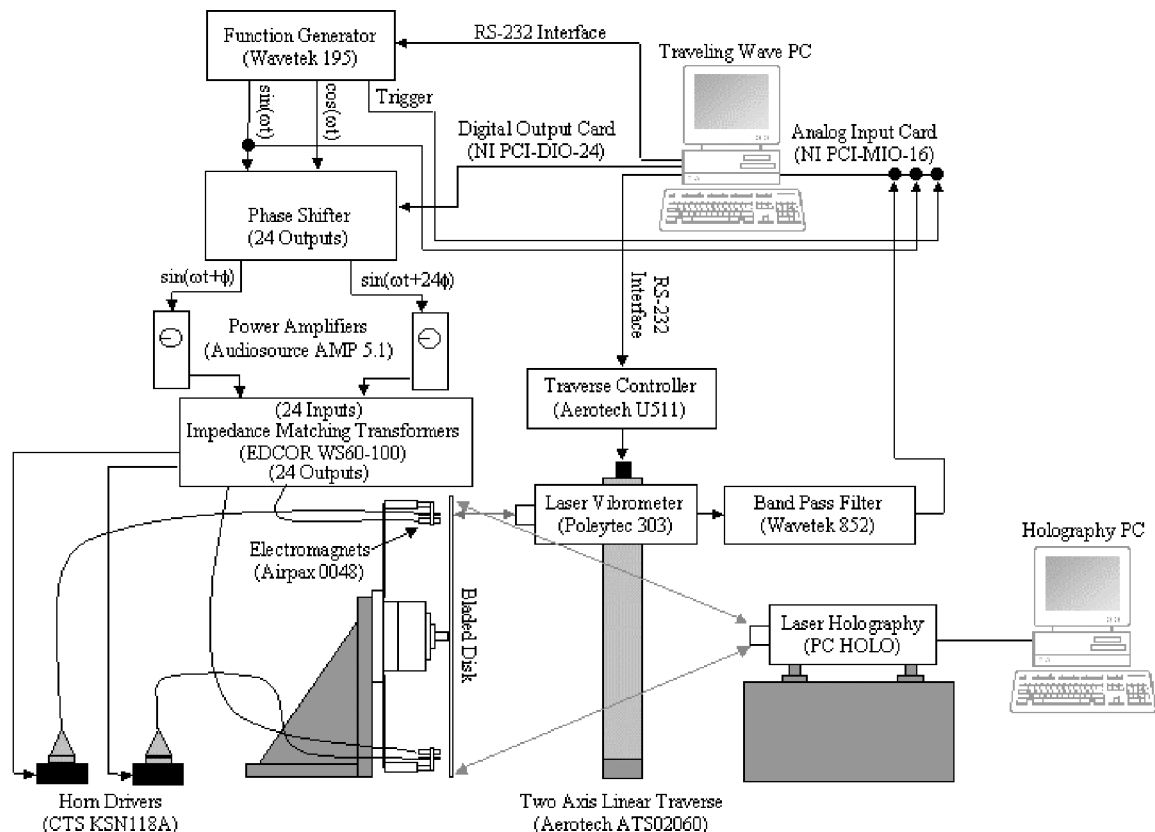 Function Generator
(Wavetek 195)
RS-232 Interface
Traveling Wave PC
sin(ωt)
cos(ωt)
Trigger
Digital Output Card
(NI PCI-DIO-24)
Analog Input Card
(NI PCI-MIO-16)
Phase Shifter
(24 Outputs)
sin(ωt+ϕ)
sin(ωt+24ϕ)
RS-232
Interface
Power Amplifiers
(Audiosource AMP 5.1)
Traverse Controller
(Aerotech U511)
(24 Inputs)
Impedance Matching Transformers
(EDCOR WS60-100)
(24 Outputs)
Laser Vibrometer
(Poleytec 303)
Band Pass Filter
(Wavetek 852)
Holography PC
Electromagnets
(Airpax 0048)
Bladed Disk
Laser Holography
(PC HOLO)
Horn Drivers
(CTS KSN118A)
Two Axis Linear Traverse
(Aerotech ATS02060)